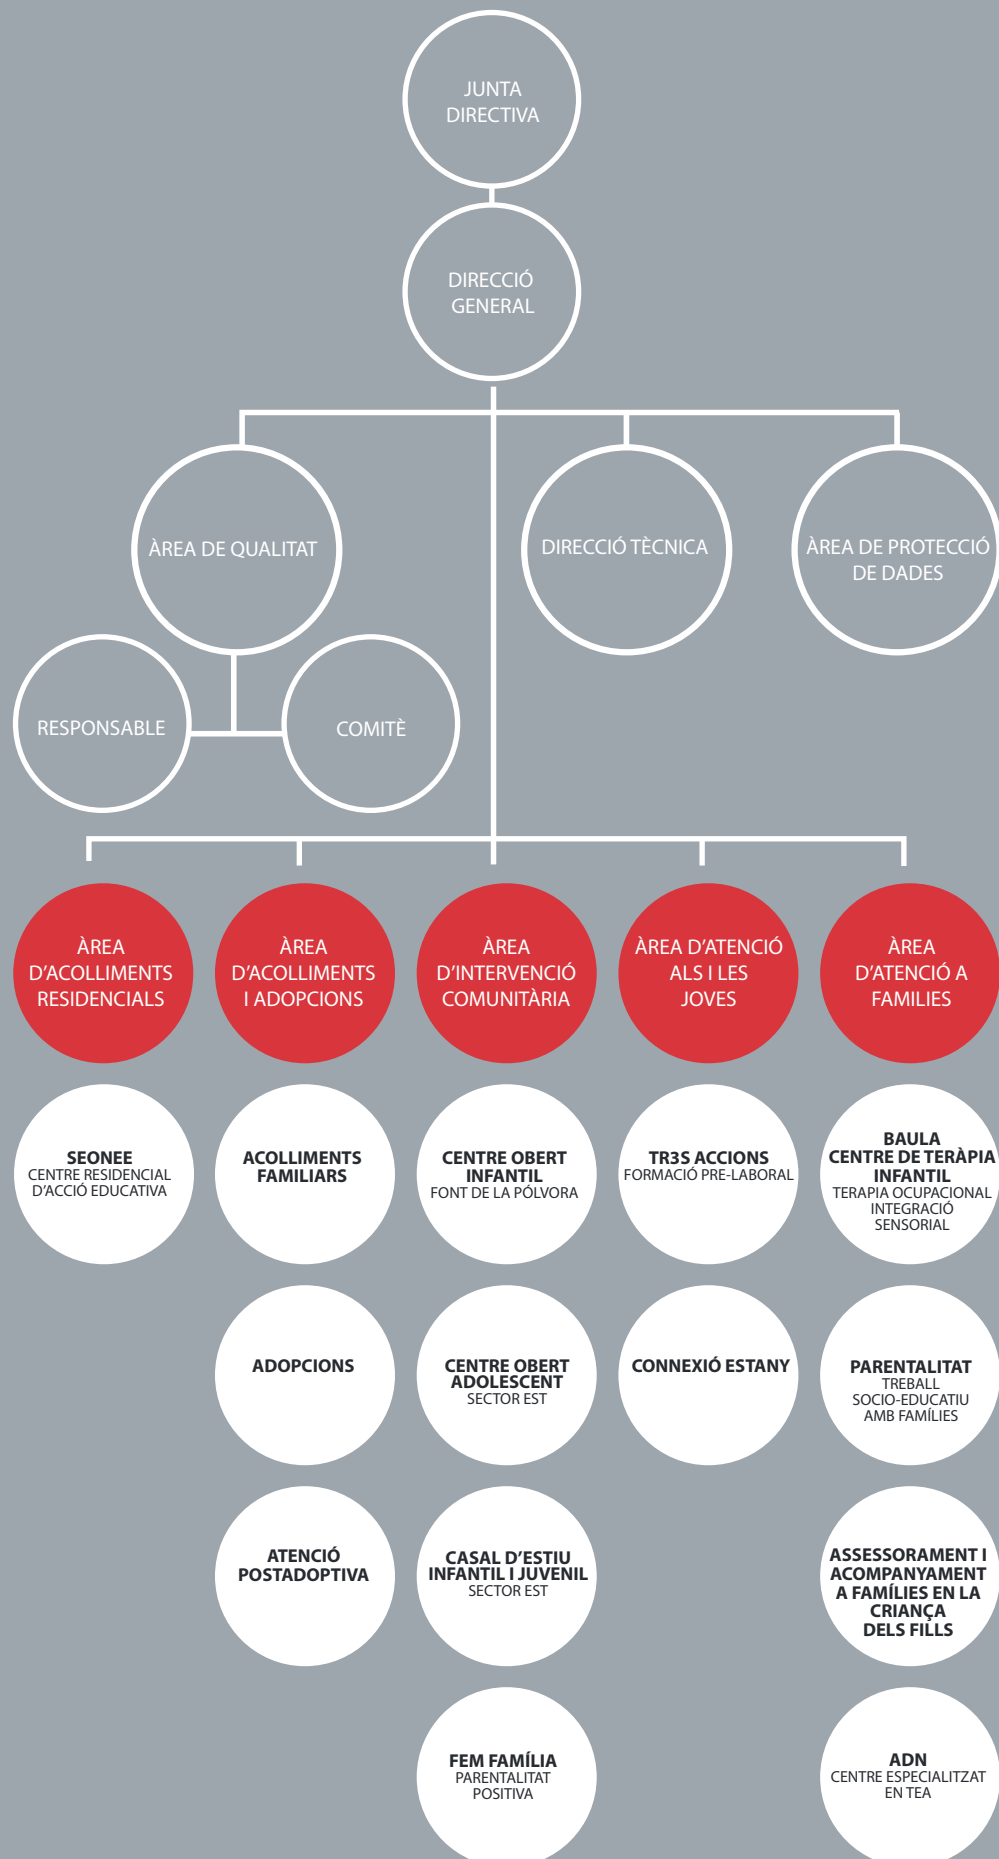 JUNTA
DIRECTIVA
DIRECCIÓ
GENERAL
ÀREA DE QUALITAT
DIRECCIÓ TÈCNICA
ÀREA DE PROTECCIÓ
DE DADES
RESPONSABLE
COMITÈ
ÀREA
D'ACOLLIMENTS
RESIDENCIALS
ÀREA
D'ACOLLIMENTS
I ADOPCIONS
ÀREA
D'INTERVENCIÓ
COMUNITÀRIA
ÀREA D'ATENCIÓ
ALS I LES
JOVES
ÀREA
D'ATENCIÓ A
FAMILIES
SEONEE
CENTRE RESIDENCIAL
D'ACCIÓ EDUCATIVA
ACOLLIMENTS
FAMILIARS
CENTRE OBERT
INFANTIL
FONT DE LA PÓLVORA
TR3S ACCIONS
FORMACIÓ PRE-LABORAL
BAULA
CENTRE DE TERÀPIA
INFANTIL
TERAPIA OCUPACIONAL
INTEGRACIÓ
SENSORIAL
ADOPCIONS
CENTRE OBERT
ADOLESCENT
SECTOR EST
CONNEXIÓ ESTANY
PARENTALITAT
TREBALL
SOCIO-EDUCATIU
AMB FAMÍLIES
ATENCIÓ
POSTADOPTIVA
CASAL D'ESTIU
INFANTIL I JUVENIL
SECTOR EST
ASSESSORAMENT I
ACOMPANYAMENT
A FAMÍLIES EN LA
CRIANÇA
DELS FILLS
FEM FAMÍLIA
PARENTALITAT
POSITIVA
ADN
CENTRE ESPECIALITZAT
EN TEA